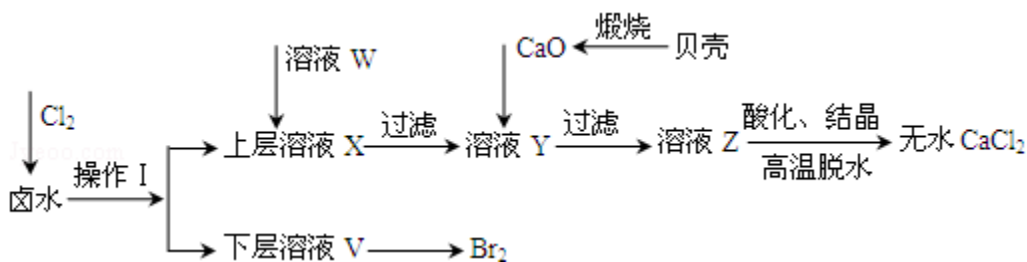 溶液 W
CaO
煅烧
贝壳
Cl₂
上层溶液 X
过滤
溶液 Y
过滤
溶液 Z
酸化、结晶
高温脱水
无水 CaCl₂
卤水
操作 I
下层溶液 V
Br₂